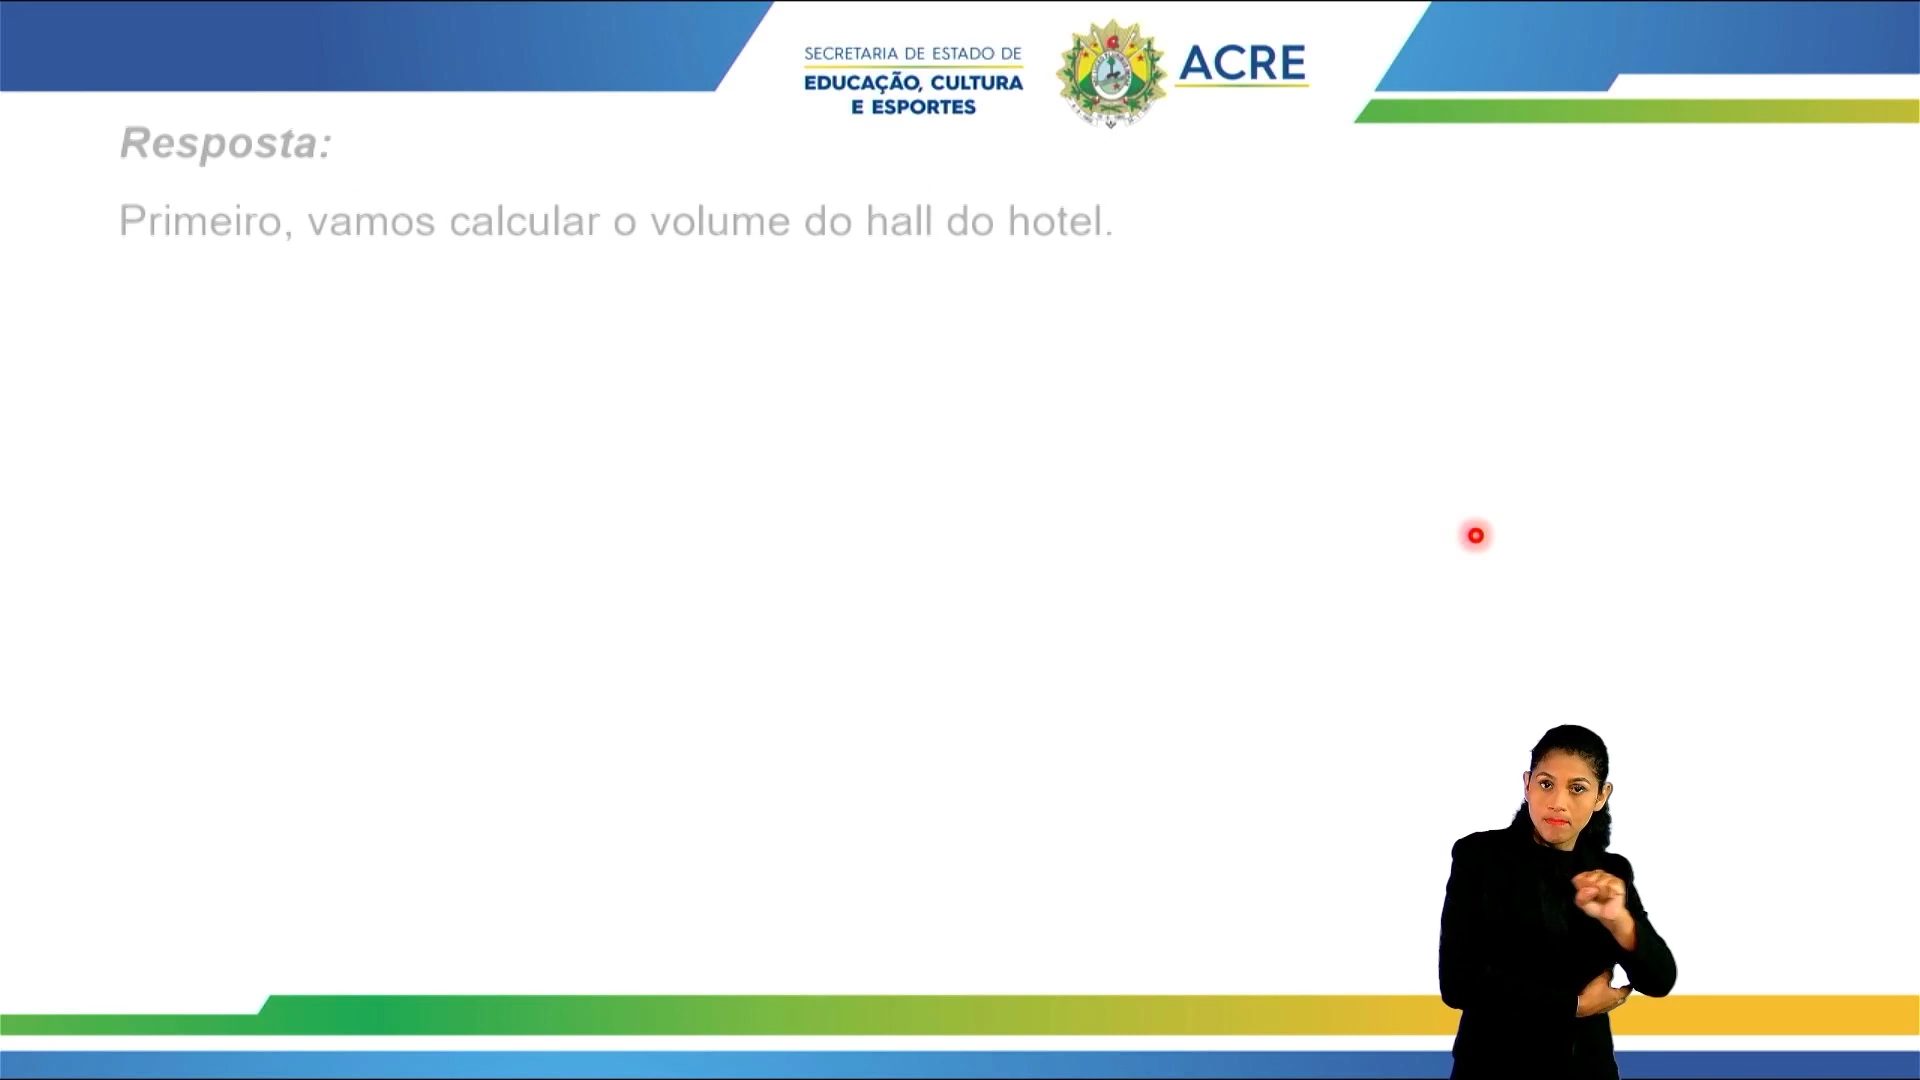 SECRETARIA DE ESTADO DE
EDUCAÇÃO, CULTURA
E ESPORTES
ACRE
Resposta:
Primeiro, vamos calcular o volume do hall do hotel.